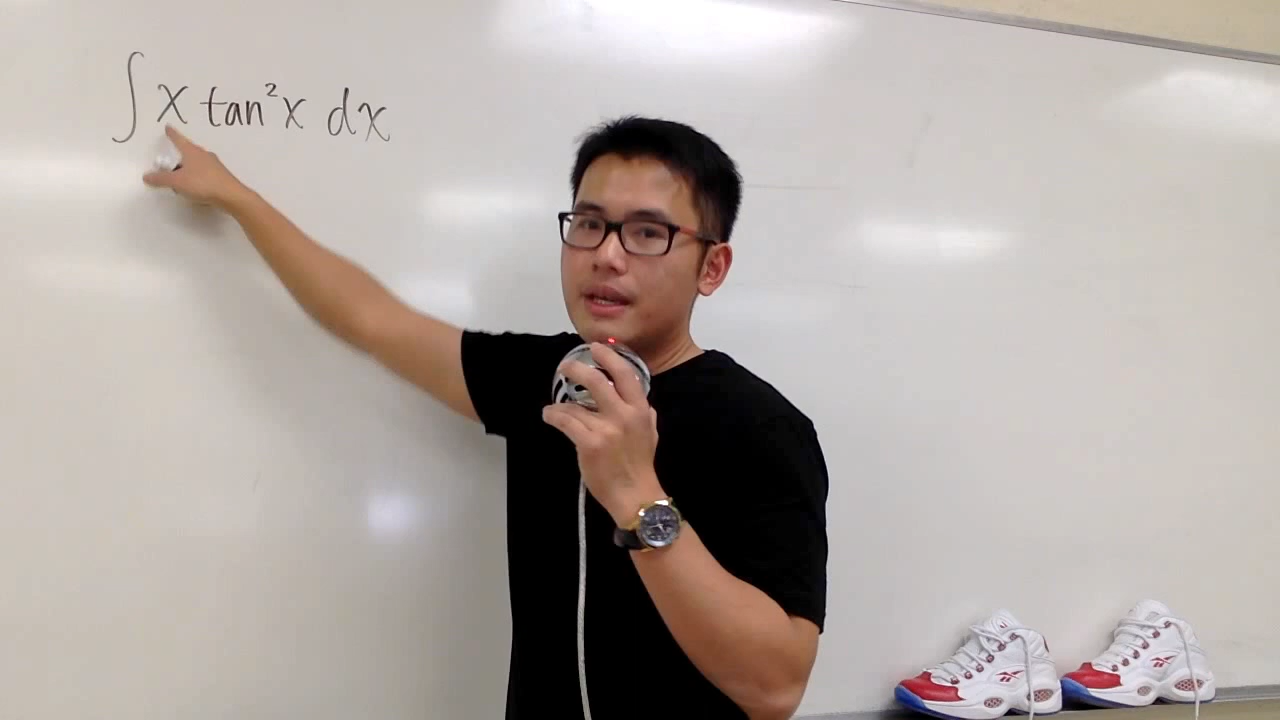 ∫ x tan²x dx